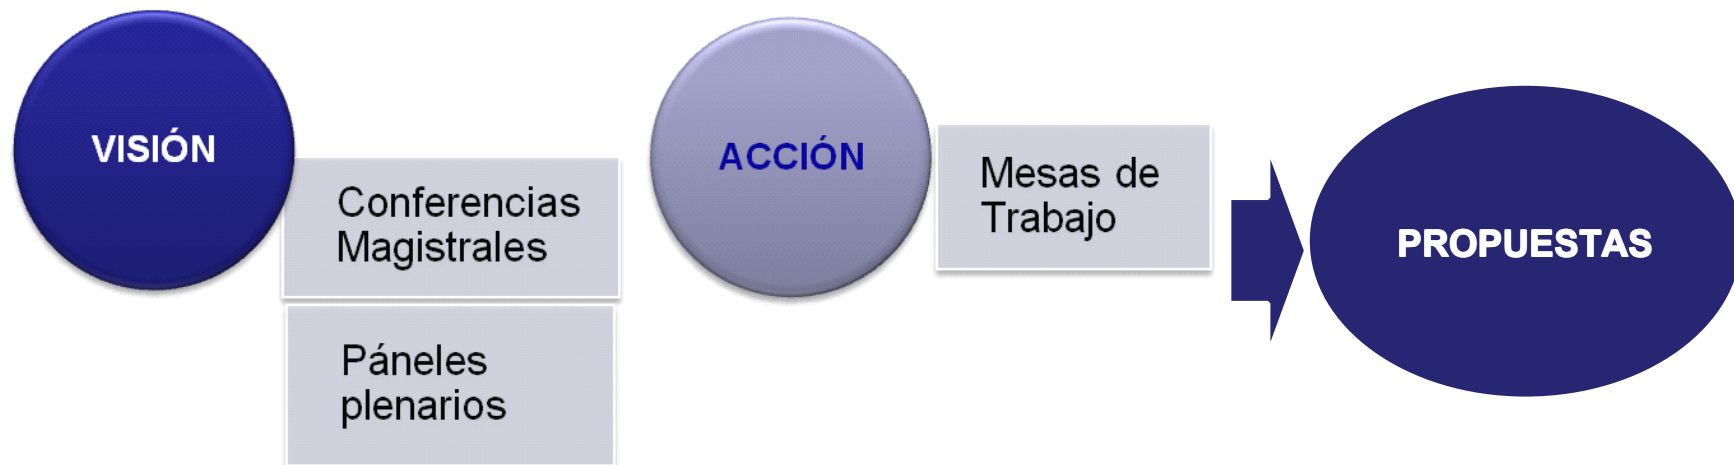 VISIÓN
Conferencias
Magistrales
Páneles
plenarios
ACCIÓN
Mesas de
Trabajo
PROPUESTAS